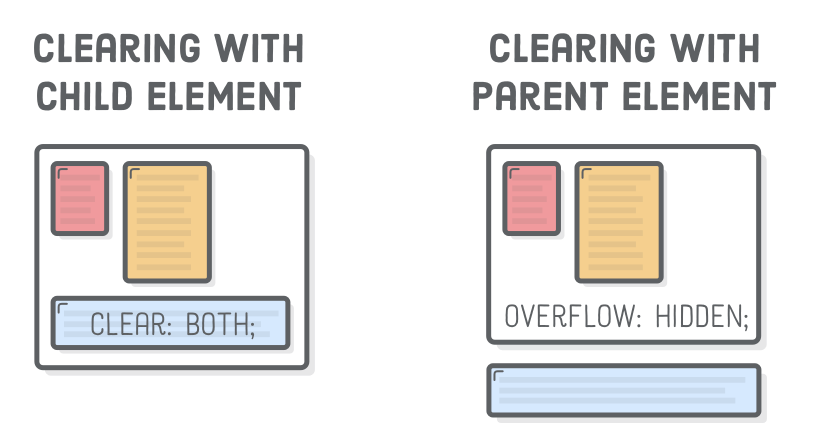 CLEARING WITH
CHILD ELEMENT
CLEAR: BOTH;
CLEARING WITH
PARENT ELEMENT
OVERFLOW: HIDDEN;